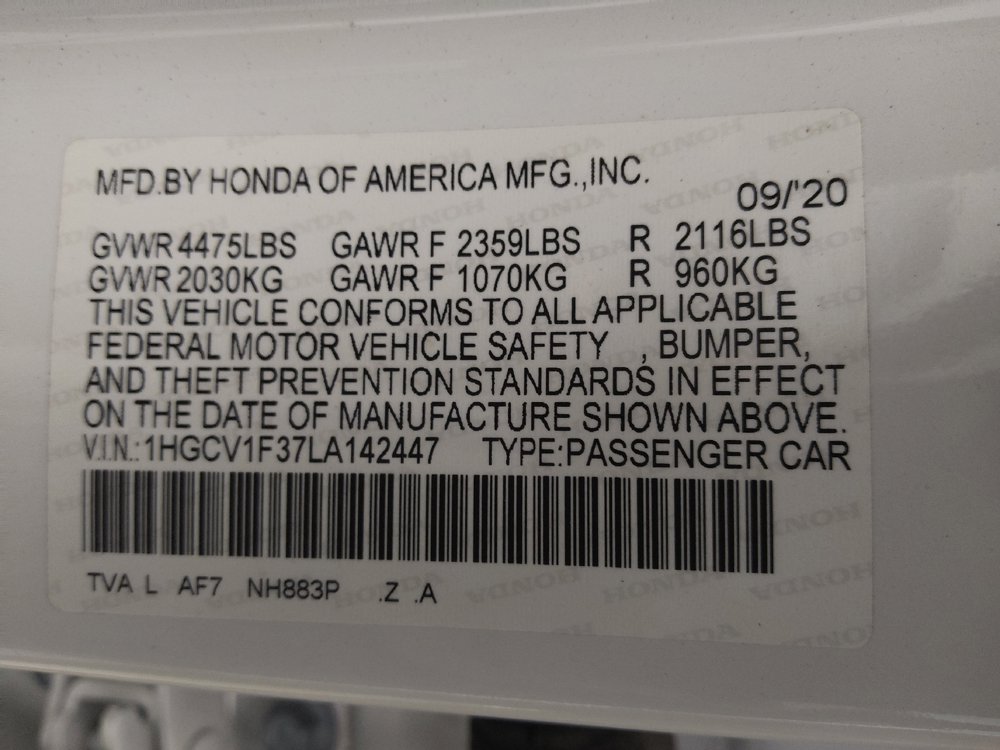 MFD.BY HONDA OF AMERICA MFG.,INC.
09/'20
GVWR 4475LBS GAWR F 2359LBS R 2116LBS
GVWR 2030KG GAWR F 1070KG R 960KG
THIS VEHICLE CONFORMS TO ALL APPLICABLE
FEDERAL MOTOR VEHICLE SAFETY , BUMPER,
AND THEFT PREVENTION STANDARDS IN EFFECT
ON THE DATE OF MANUFACTURE SHOWN ABOVE.
V.I.N.:1HGCV1F37LA142447 TYPE:PASSENGER CAR
TVA L AF7 NH883P .Z .A